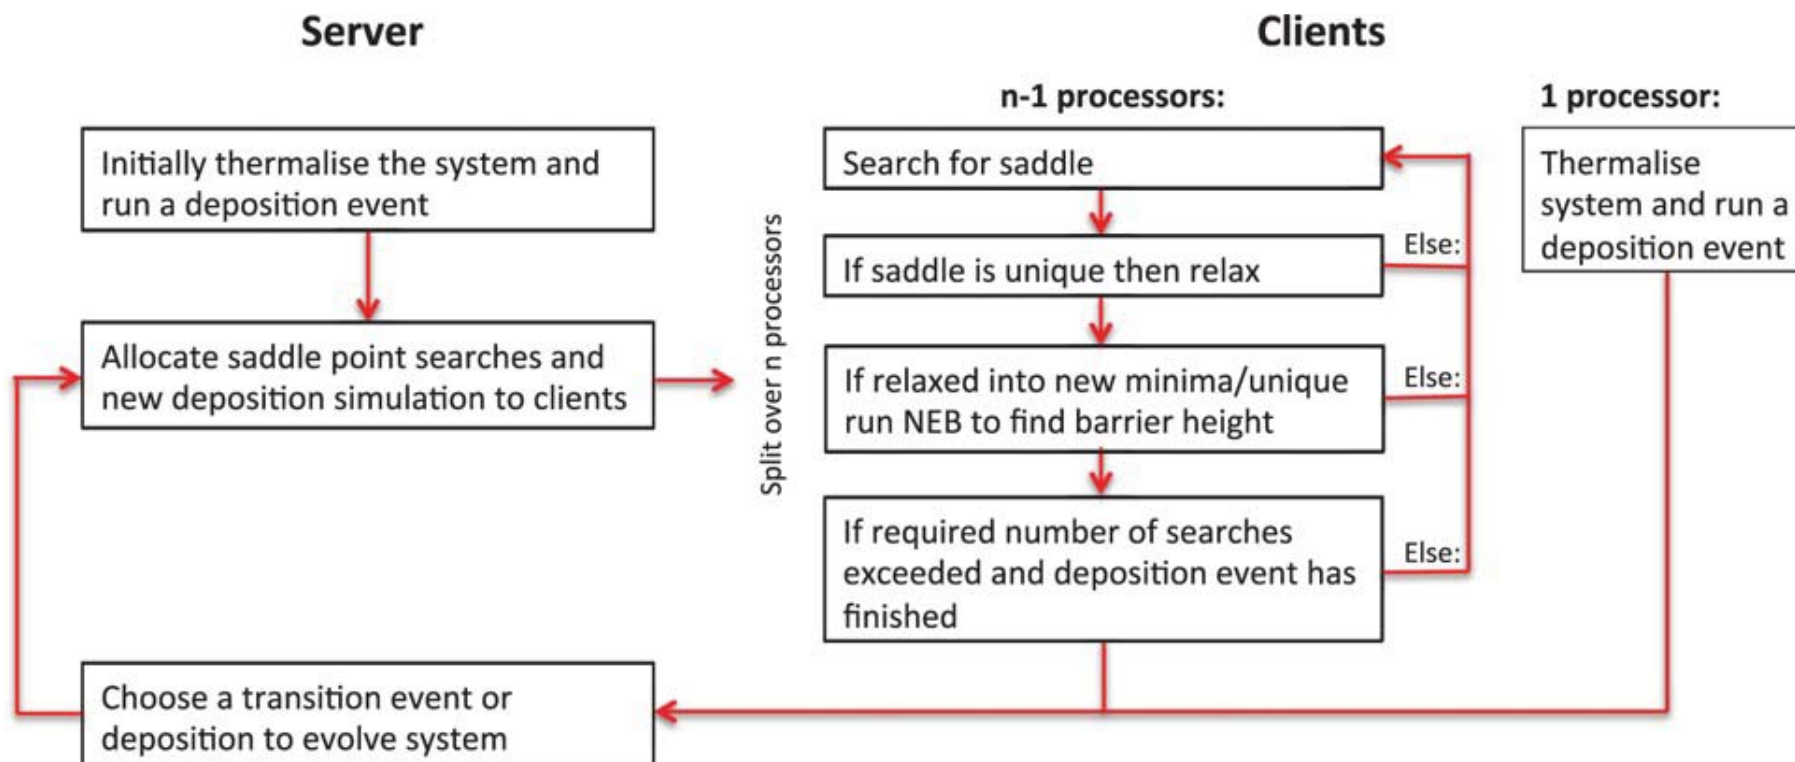 Server
Clients
n-1 processors:
1 processor:
Initially thermalise the system and
run a deposition event
Allocate saddle point searches and
new deposition simulation to clients
Choose a transition event or
deposition to evolve system
Split over n processors
Search for saddle
If saddle is unique then relax
Else:
If relaxed into new minima/unique
run NEB to find barrier height
Else:
If required number of searches
exceeded and deposition event has
finished
Else:
Thermalise
system and run a
deposition event